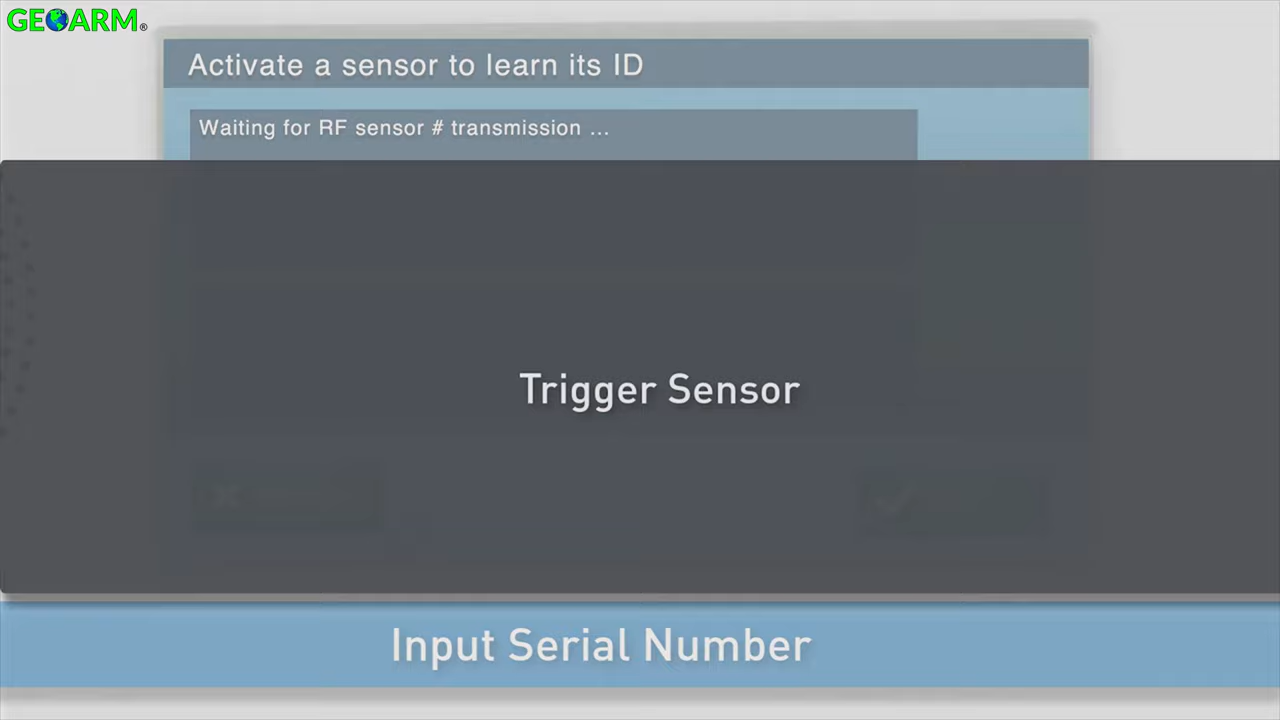 GEOARM®
Activate a sensor to learn its ID
Waiting for RF sensor # transmission ...
Trigger Sensor
Input Serial Number